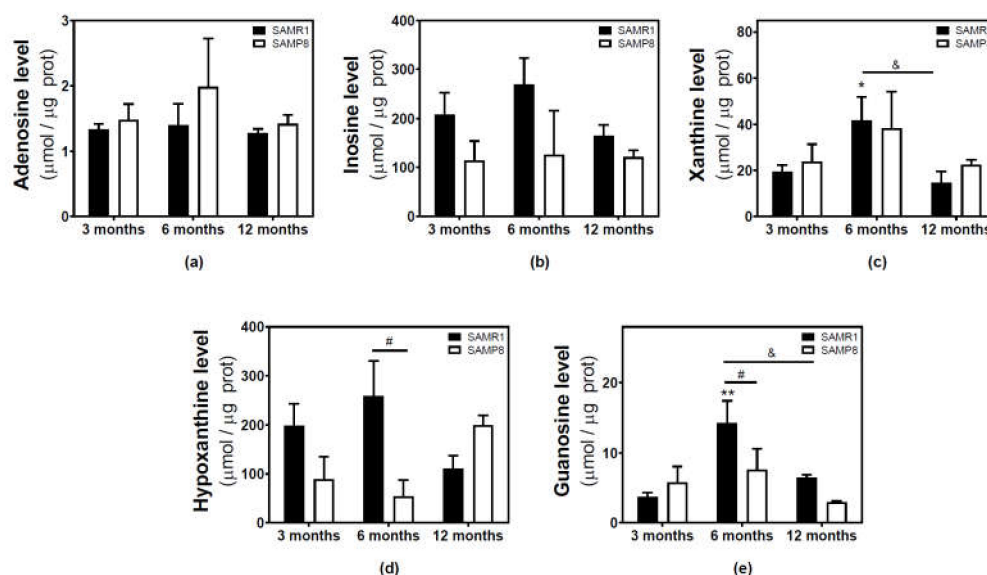 Adenosine level
(μmol / μg prot)
3
2
1
0
SAMR1
SAMP8
3 months 6 months 12 months
(a)
Inosine level
(μmol / μg prot)
400
300
200
100
0
SAMR1
SAMP8
3 months 6 months 12 months
(b)
Xanthine level
(μmol / μg prot)
80
60
40
20
0
SAMR
SAMP
&
*
3 months 6 months 12 months
(c)
Hypoxanthine level
(μmol / μg prot)
400
300
200
100
0
SAMR1
SAMP8
#
3 months 6 months 12 months
(d)
Guanosine level
(μmol / μg prot)
20
10
0
SAMR1
SAMP8
&
#
**
3 months 6 months 12 months
(e)